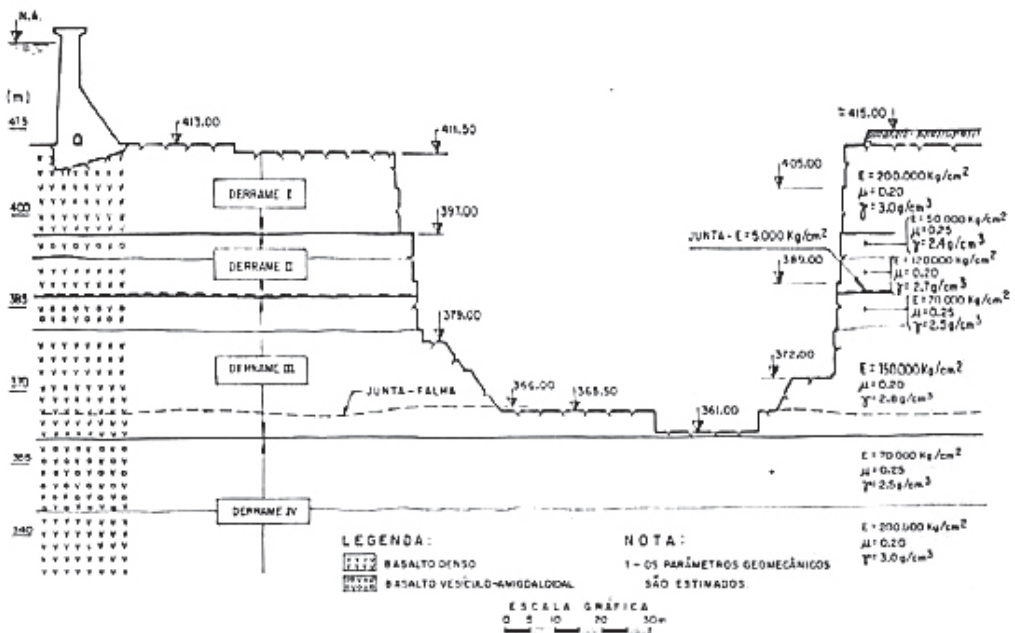 N.A.
(m)
415
413.00
411.50
≈415.00
405.00
DERRAME I
E = 200.000 Kg/cm²
μ = 0.20
γ = 3.0 g/cm³
400
397.00
E = 50.000 Kg/cm²
μ = 0.25
γ = 2.4 g/cm³
JUNTA - E = 5.000 Kg/cm²
DERRAME II
389.00
E = 120.000 Kg/cm²
μ = 0.20
γ = 2.7 g/cm³
385
E = 70.000 Kg/cm²
μ = 0.25
γ = 2.5 g/cm³
379.00
DERRAME III
372.00
370
E = 150.000 Kg/cm²
μ = 0.20
γ = 2.8 g/cm³
JUNTA-FALHA
366.00
365.50
361.00
E = 70.000 Kg/cm²
μ = 0.25
γ = 2.5 g/cm³
DERRAME IV
340
E = 200.000 Kg/cm²
μ = 0.20
γ = 3.0 g/cm³
LEGENDA:
BASALTO DENSO
BASALTO VESÍCULO-AMIGDALOIDAL
NOTA:
1 - OS PARÂMETROS GEOMECÂNICOS
SÃO ESTIMADOS.
ESCALA GRÁFICA
0 5 10 20 30m